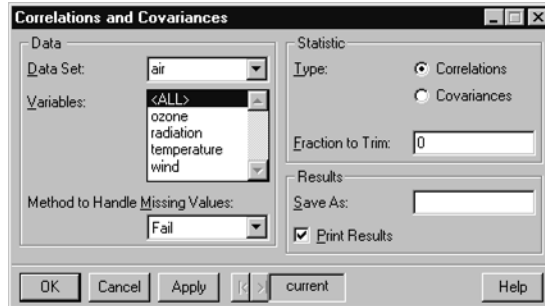 Correlations and Covariances
Data
Data Set: air
Variables: <ALL>
ozone
radiation
temperature
wind
Method to Handle Missing Values:
Fail
Statistic
Type: Correlations
Covariances
Fraction to Trim: 0
Results
Save As:
Print Results
OK Cancel Apply current Help